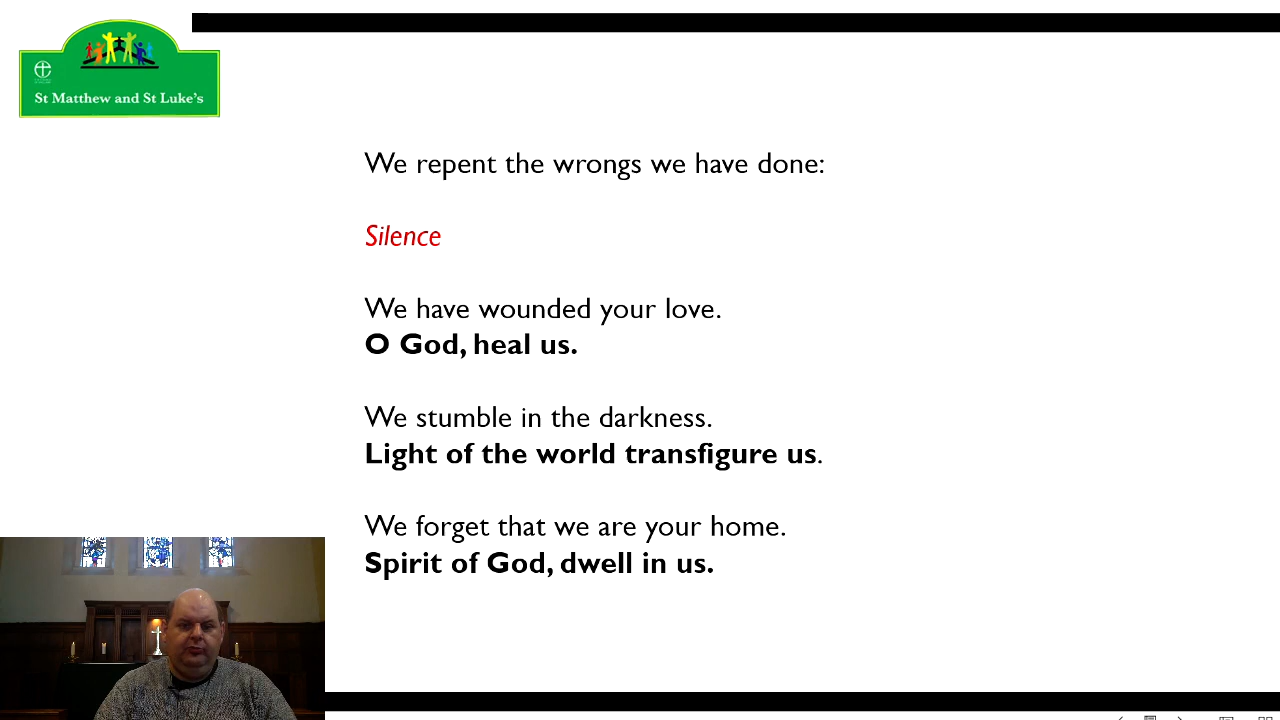 St Matthew and St Luke's
We repent the wrongs we have done:
Silence
We have wounded your love.
O God, heal us.
We stumble in the darkness.
Light of the world transfigure us.
We forget that we are your home.
Spirit of God, dwell in us.